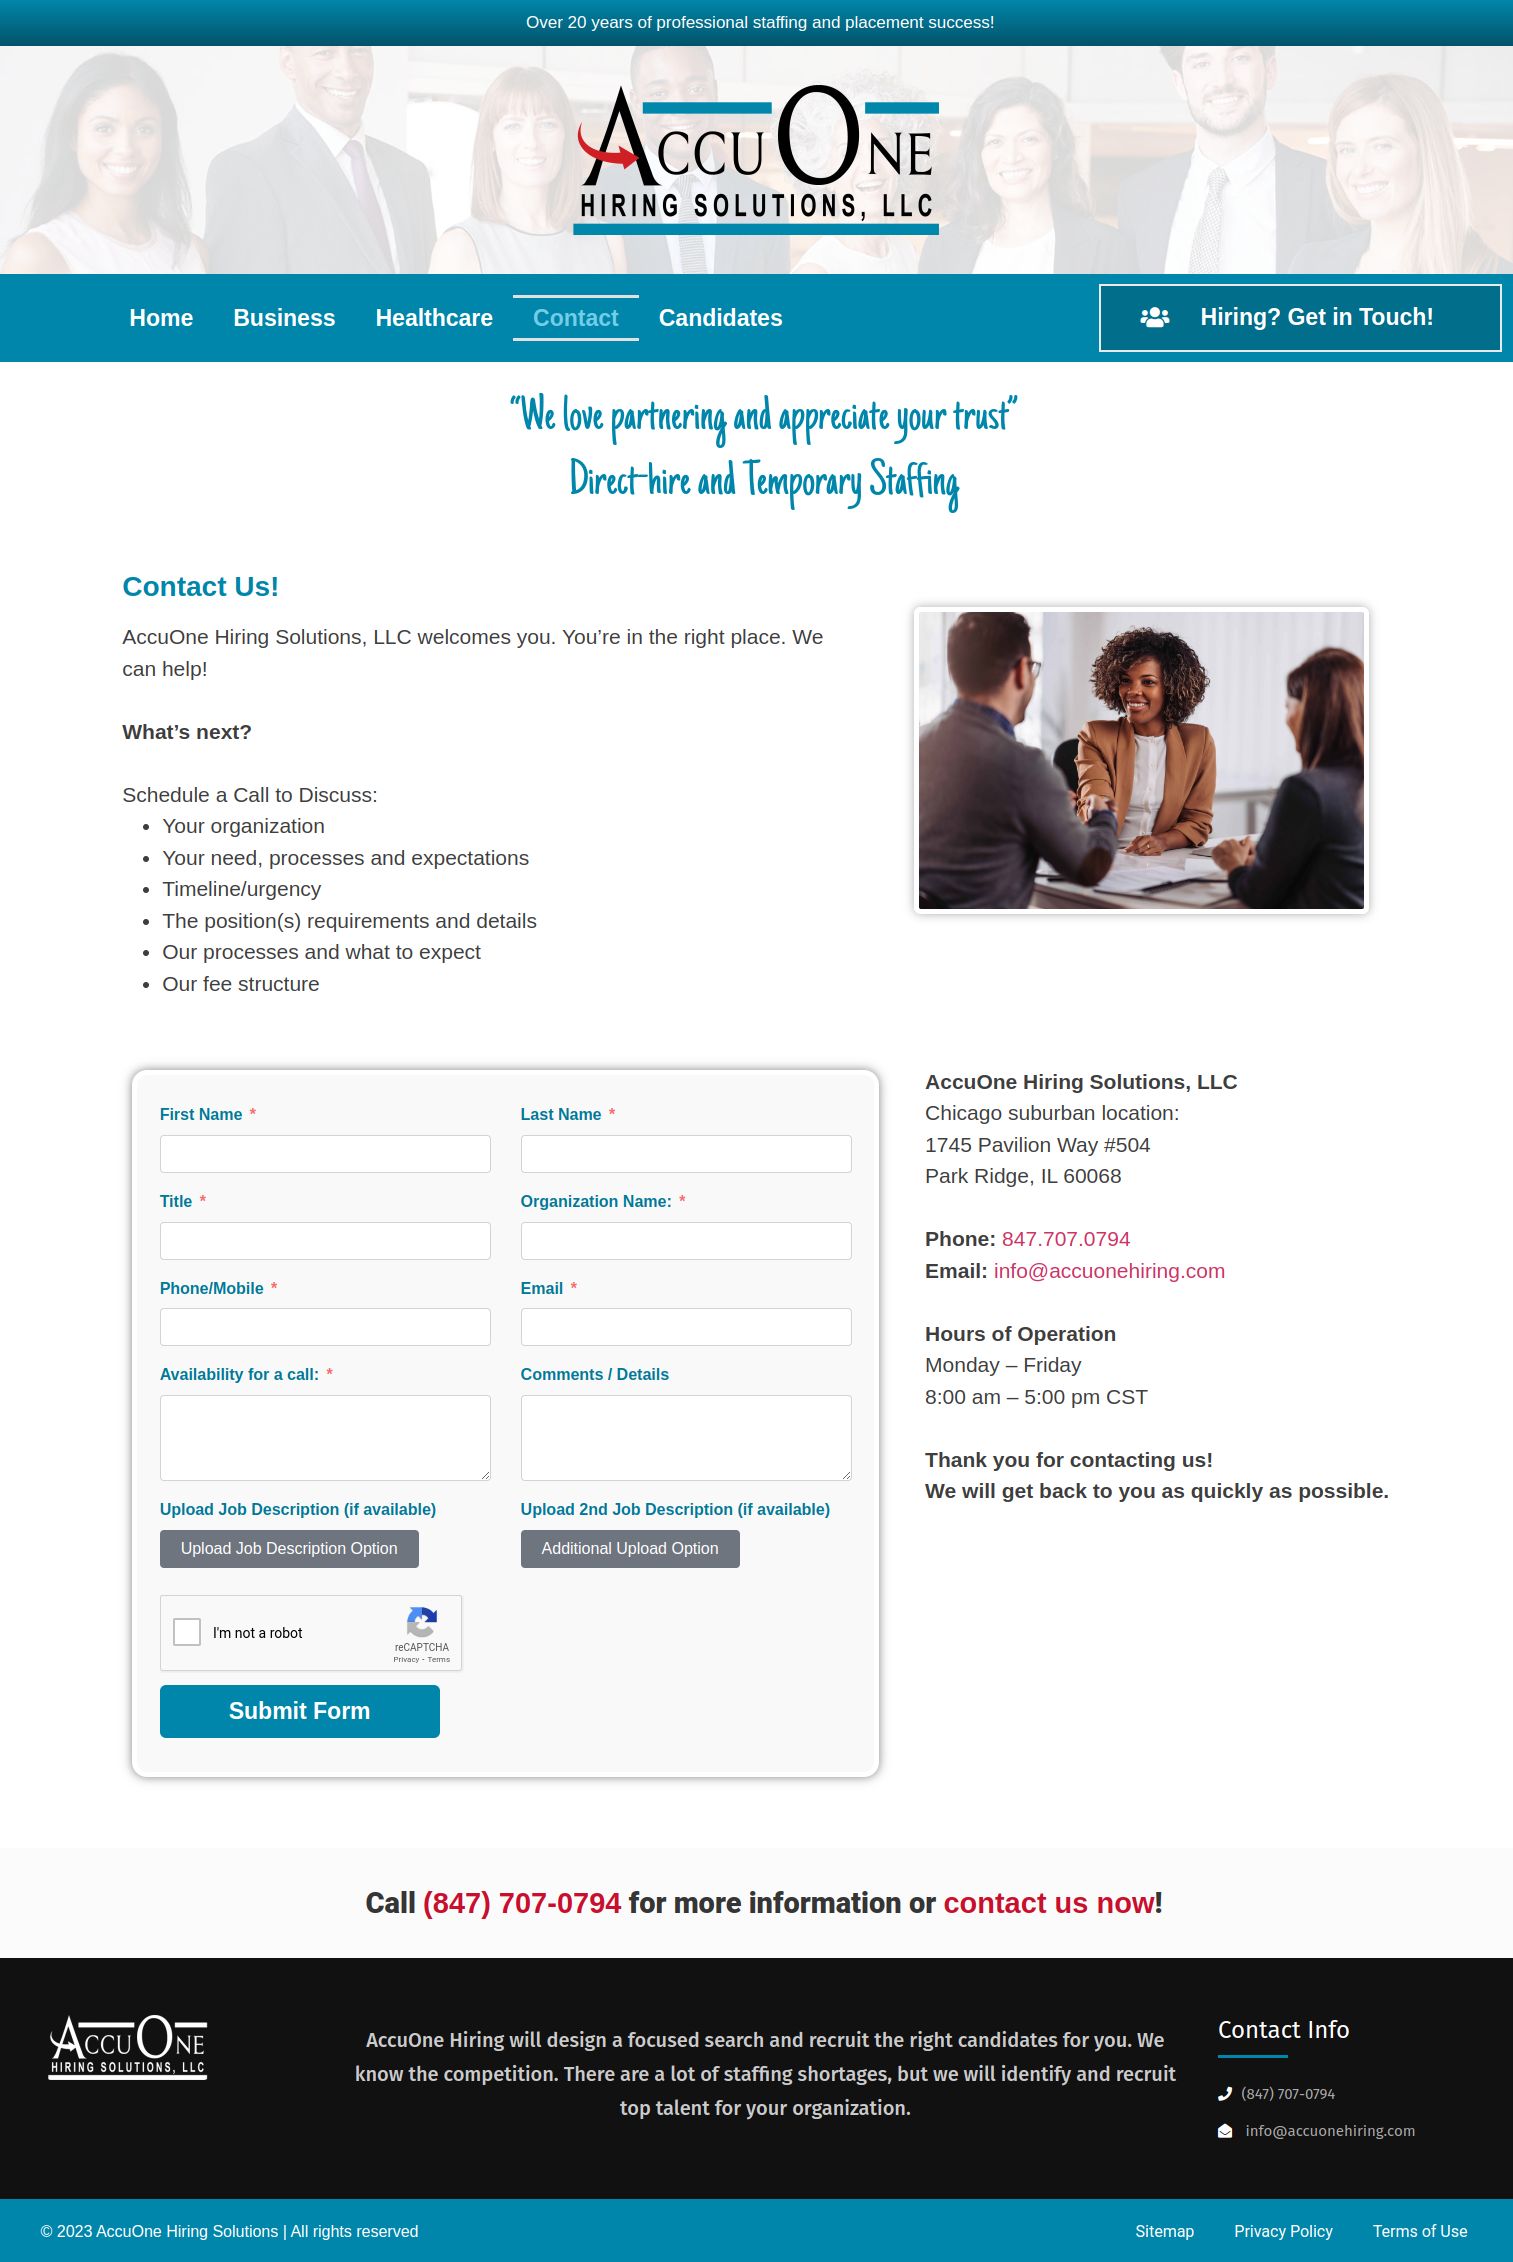 Over 20 years of professional staffing and placement success!
ACCUONE
HIRING SOLUTIONS, LLC
Home Business Healthcare Contact Candidates Hiring? Get in Touch!
“We love partnering and appreciate your trust”
Direct-hire and Temporary Staffing
Contact Us!
AccuOne Hiring Solutions, LLC welcomes you. You’re in the right place. We
can help!
What’s next?
Schedule a Call to Discuss:
• Your organization
• Your need, processes and expectations
• Timeline/urgency
• The position(s) requirements and details
• Our processes and what to expect
• Our fee structure
First Name * Last Name *
Title * Organization Name: *
Phone/Mobile * Email *
Availability for a call: * Comments / Details
Upload Job Description (if available) Upload 2nd Job Description (if available)
Upload Job Description Option Additional Upload Option
I'm not a robot
reCAPTCHA
Privacy - Terms
Submit Form
AccuOne Hiring Solutions, LLC
Chicago suburban location:
1745 Pavilion Way #504
Park Ridge, IL 60068
Phone: 847.707.0794
Email: info@accuonehiring.com
Hours of Operation
Monday – Friday
8:00 am – 5:00 pm CST
Thank you for contacting us!
We will get back to you as quickly as possible.
Call (847) 707-0794 for more information or contact us now!
ACCUONE
HIRING SOLUTIONS, LLC
AccuOne Hiring will design a focused search and recruit the right candidates for you. We
know the competition. There are a lot of staffing shortages, but we will identify and recruit
top talent for your organization.
Contact Info
(847) 707-0794
info@accuonehiring.com
© 2023 AccuOne Hiring Solutions | All rights reserved
Sitemap Privacy Policy Terms of Use